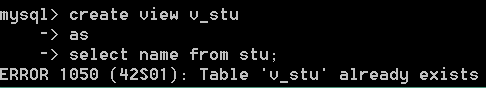 mysql> create view v_stu
-> as
-> select name from stu;
ERROR 1050 (42S01): Table 'v_stu' already exists